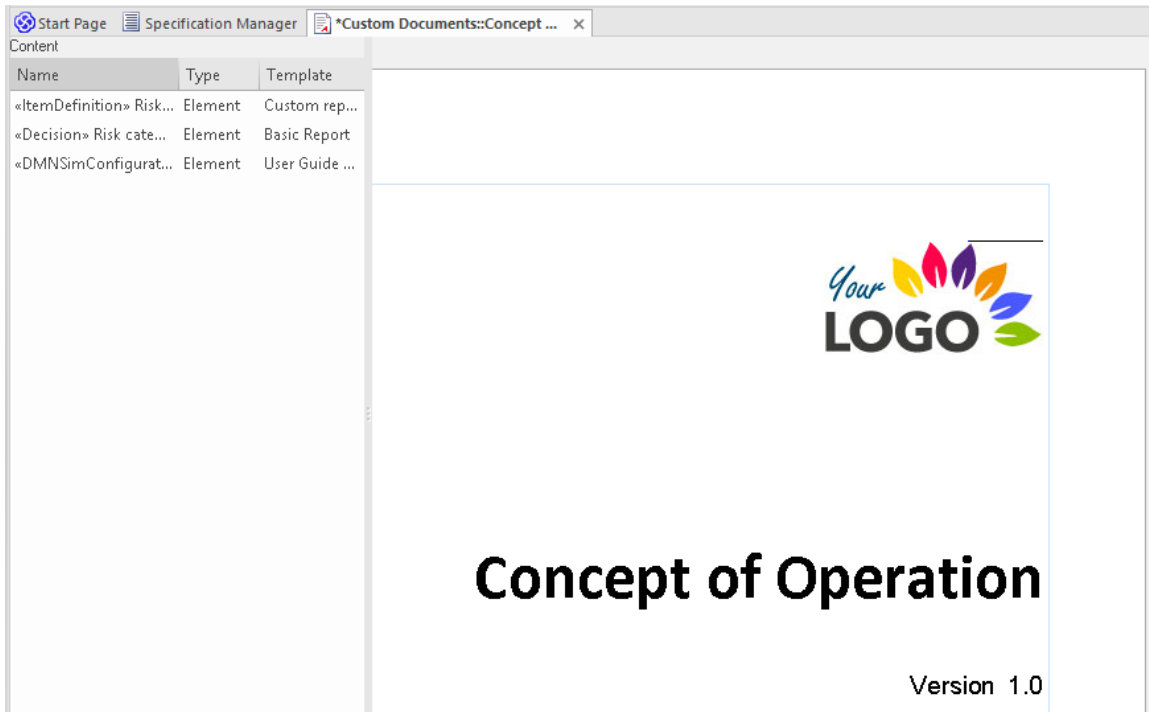 Start Page Specification Manager *Custom Documents::Concept ... ×
Content
Name Type Template
«ItemDefinition» Risk... Element Custom rep...
«Decision» Risk cate... Element Basic Report
«DMNSimConfigurat... Element User Guide ...
Your
LOGO
Concept of Operation
Version 1.0